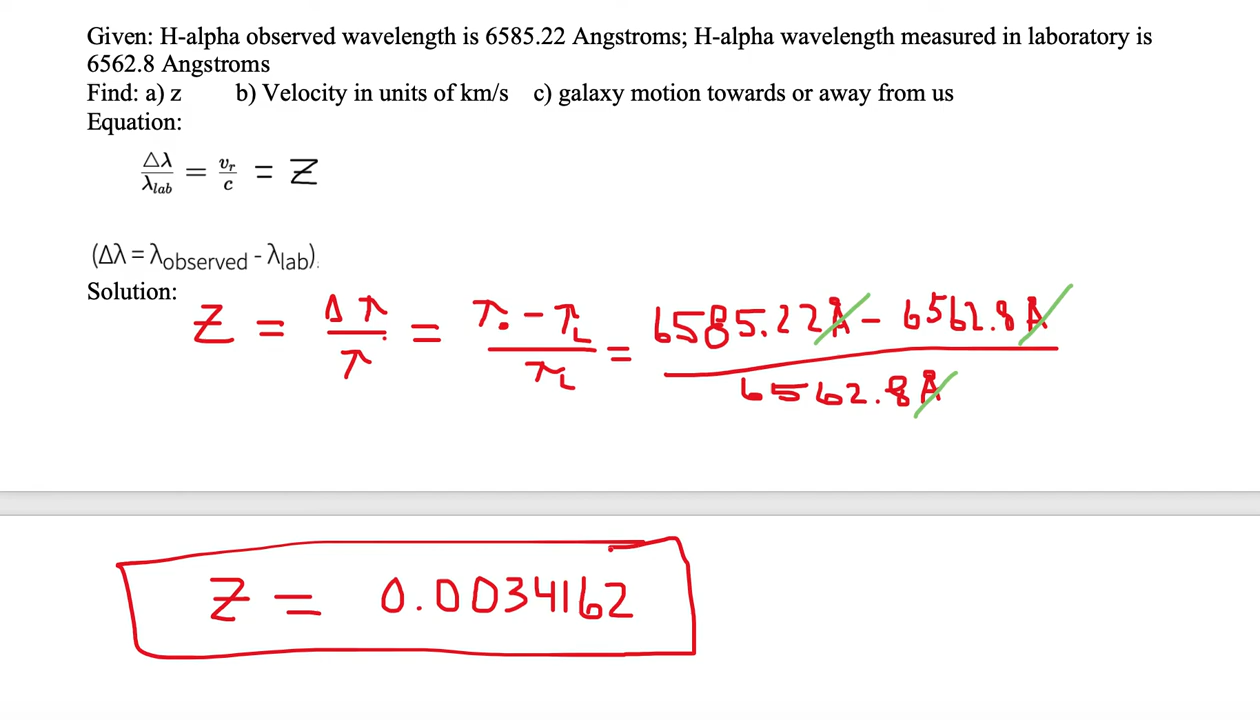 Given: H-alpha observed wavelength is 6585.22 Angstroms; H-alpha wavelength measured in laboratory is
6562.8 Angstroms
Find: a) z b) Velocity in units of km/s c) galaxy motion towards or away from us
Equation:
Δλ/λlab = vr/c = Z
(Δλ = λobserved - λlab)
Solution:
Z = Δλ/λ = (λo - λL)/λL = (6585.22Å - 6562.8Å)/6562.8Å
Z = 0.0034162